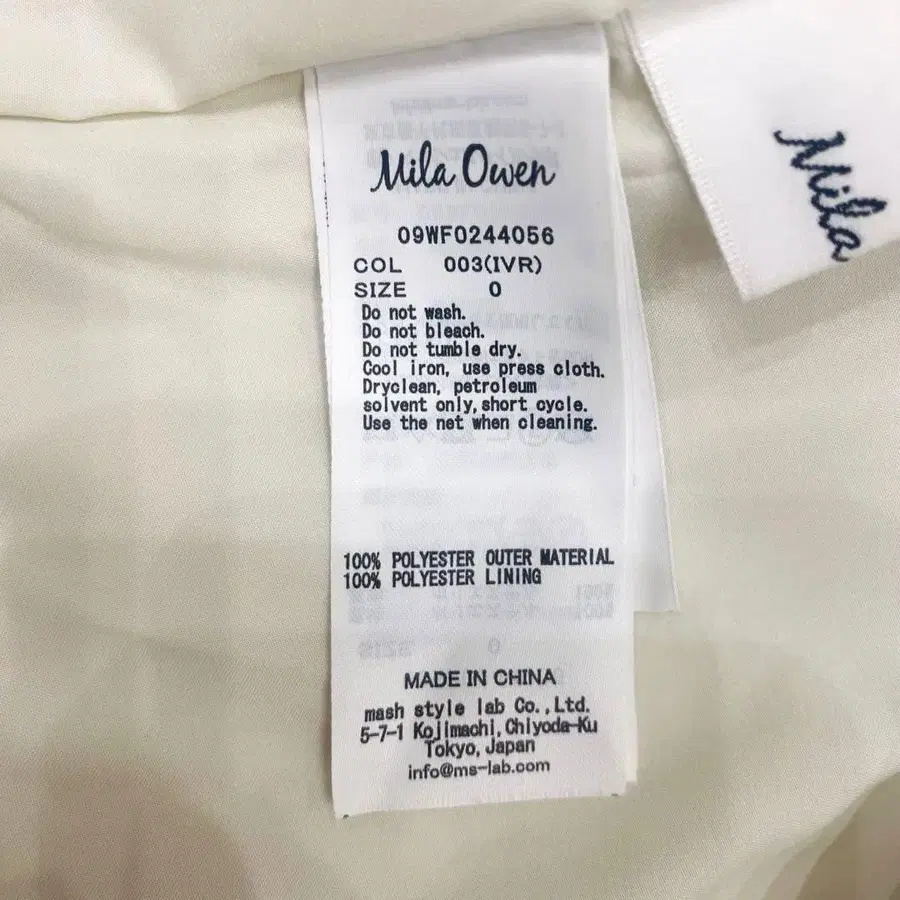 Mila Owen
09WF0244056
COL 003(IVR)
SIZE 0
Do not wash.
Do not bleach.
Do not tumble dry.
Cool iron, use press cloth.
Dryclean, petroleum
solvent only,short cycle.
Use the net when cleaning.
100% POLYESTER OUTER MATERIAL
100% POLYESTER LINING
MADE IN CHINA
mash style lab Co.,Ltd.
5-7-1 Kojimachi,Chiyoda-Ku
Tokyo,Japan
info@ms-lab.com
Mila